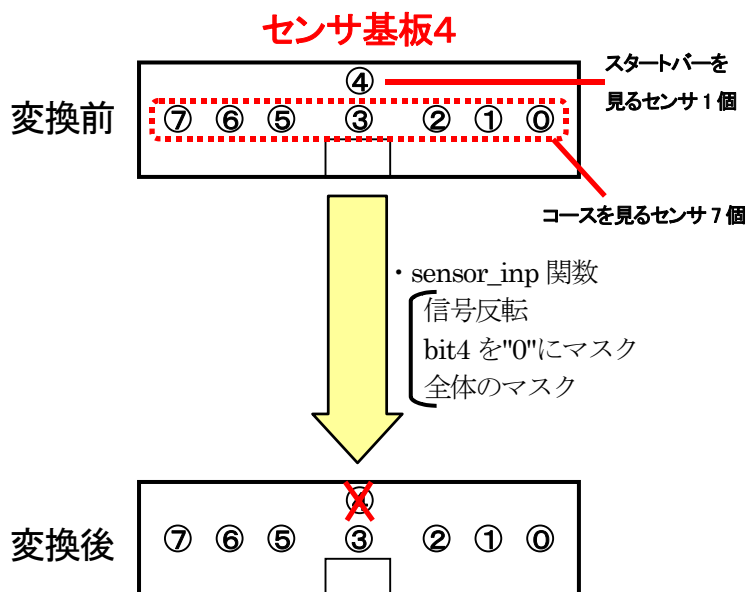 センサ基板4
変換前
④
スタートバーを
見るセンサ1個
⑦ ⑥ ⑤ ③ ② ① ⓪
コースを見るセンサ7個
・sensor_inp 関数
信号反転
bit4 を"0"にマスク
全体のマスク
変換後
④
⑦ ⑥ ⑤ ③ ② ① ⓪